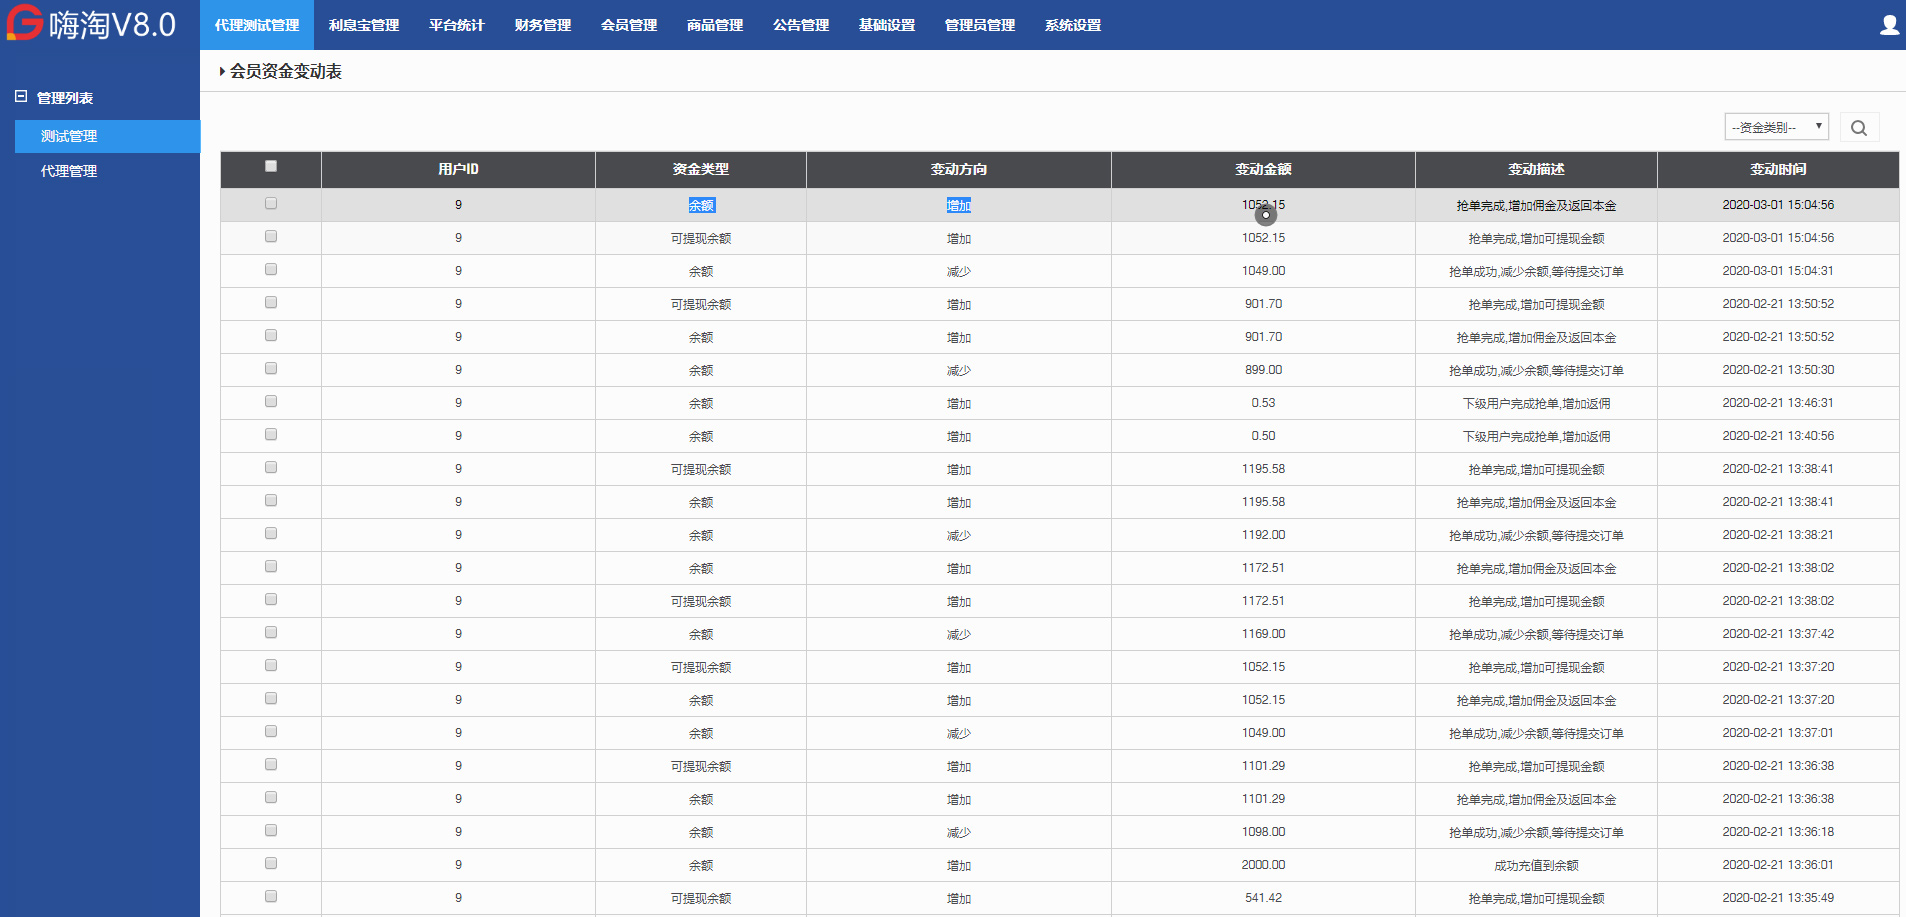 嗨淘V8.0
代理测试管理 利息宝管理 平台统计 财务管理 会员管理 商品管理 公告管理 基础设置 管理员管理 系统设置
管理列表
测试管理
代理管理
会员资金变动表
--资金类别--
用户ID 资金类型 变动方向 变动金额 变动描述 变动时间
9 余额 增加 1052.15 抢单完成,增加佣金及返回本金 2020-03-01 15:04:56
9 可提现余额 增加 1052.15 抢单完成,增加可提现金额 2020-03-01 15:04:56
9 余额 减少 1049.00 抢单成功,减少余额,等待提交订单 2020-03-01 15:04:31
9 可提现余额 增加 901.70 抢单完成,增加可提现金额 2020-02-21 13:50:52
9 余额 增加 901.70 抢单完成,增加佣金及返回本金 2020-02-21 13:50:52
9 余额 减少 899.00 抢单成功,减少余额,等待提交订单 2020-02-21 13:50:30
9 余额 增加 0.53 下级用户完成抢单,增加返佣 2020-02-21 13:46:31
9 余额 增加 0.50 下级用户完成抢单,增加返佣 2020-02-21 13:40:56
9 可提现余额 增加 1195.58 抢单完成,增加可提现金额 2020-02-21 13:38:41
9 余额 增加 1195.58 抢单完成,增加佣金及返回本金 2020-02-21 13:38:41
9 余额 减少 1192.00 抢单成功,减少余额,等待提交订单 2020-02-21 13:38:21
9 余额 增加 1172.51 抢单完成,增加佣金及返回本金 2020-02-21 13:38:02
9 可提现余额 增加 1172.51 抢单完成,增加可提现金额 2020-02-21 13:38:02
9 余额 减少 1169.00 抢单成功,减少余额,等待提交订单 2020-02-21 13:37:42
9 可提现余额 增加 1052.15 抢单完成,增加可提现金额 2020-02-21 13:37:20
9 余额 增加 1052.15 抢单完成,增加佣金及返回本金 2020-02-21 13:37:20
9 余额 减少 1049.00 抢单成功,减少余额,等待提交订单 2020-02-21 13:37:01
9 可提现余额 增加 1101.29 抢单完成,增加可提现金额 2020-02-21 13:36:38
9 余额 增加 1101.29 抢单完成,增加佣金及返回本金 2020-02-21 13:36:38
9 余额 减少 1098.00 抢单成功,减少余额,等待提交订单 2020-02-21 13:36:18
9 余额 增加 2000.00 成功充值到余额 2020-02-21 13:36:01
9 可提现余额 增加 541.42 抢单完成,增加可提现金额 2020-02-21 13:35:49